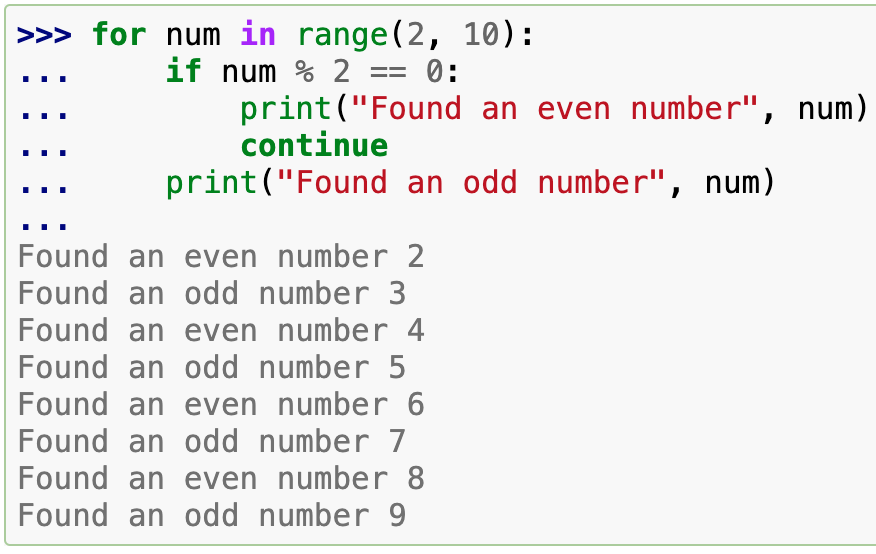 >>> for num in range(2, 10):
...     if num % 2 == 0:
...         print("Found an even number", num)
...         continue
...     print("Found an odd number", num)
...
Found an even number 2
Found an odd number 3
Found an even number 4
Found an odd number 5
Found an even number 6
Found an odd number 7
Found an even number 8
Found an odd number 9